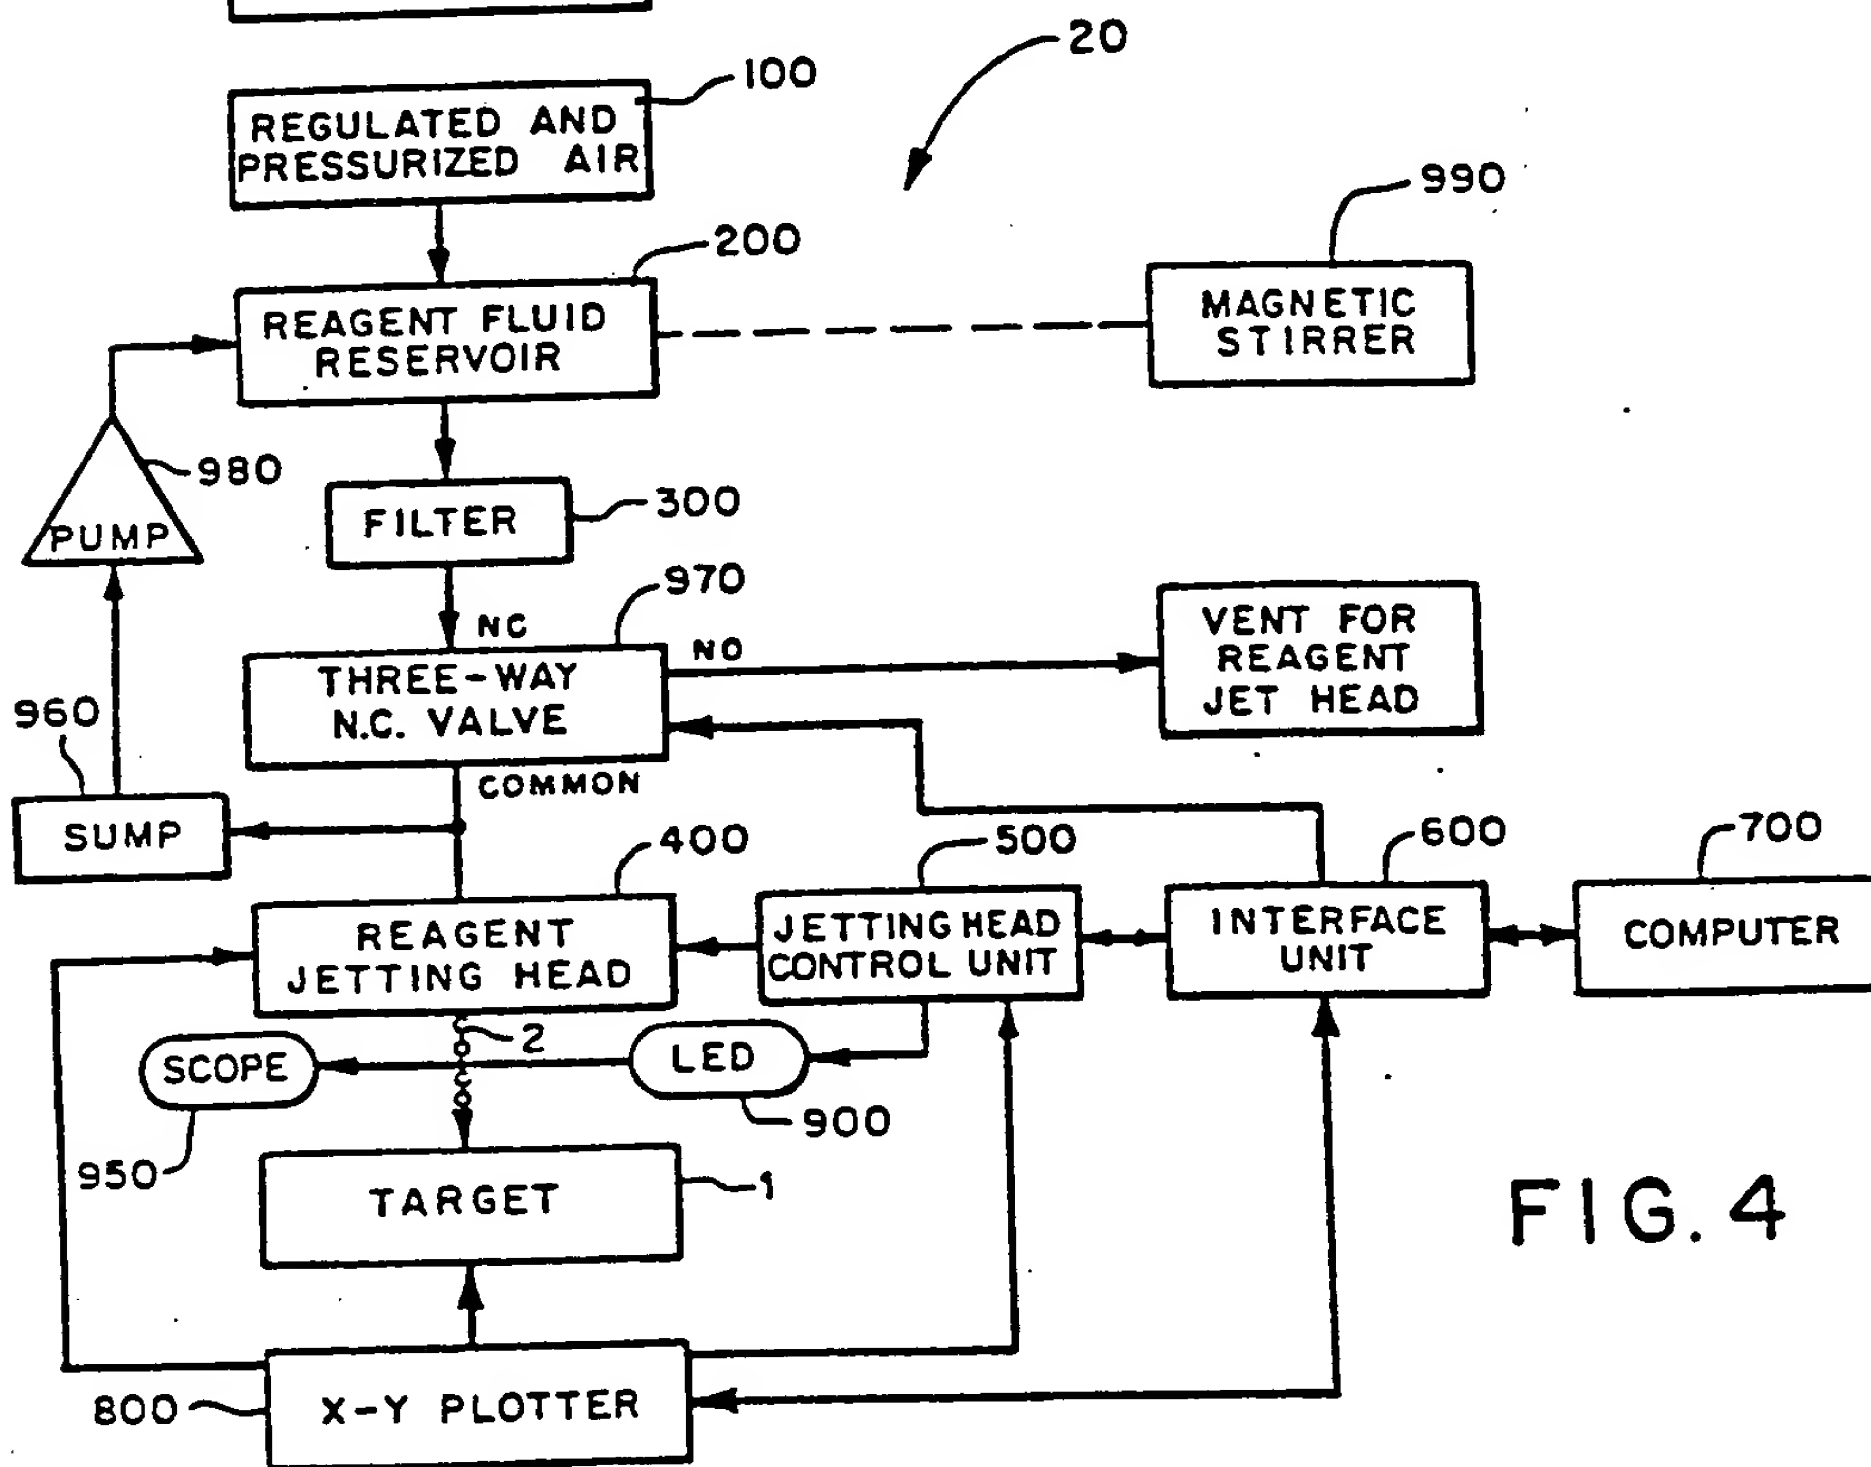 20
100
REGULATED AND
PRESSURIZED AIR
990
200
REAGENT FLUID
RESERVOIR
MAGNETIC
STIRRER
980
PUMP
300
FILTER
970
NC
NO
THREE-WAY
N.C. VALVE
VENT FOR
REAGENT
JET HEAD
960
COMMON
SUMP
400
500
600
700
REAGENT
JETTING HEAD
JETTING HEAD
CONTROL UNIT
INTERFACE
UNIT
COMPUTER
2
SCOPE
LED
900
950
TARGET
1
FIG. 4
800
X-Y PLOTTER